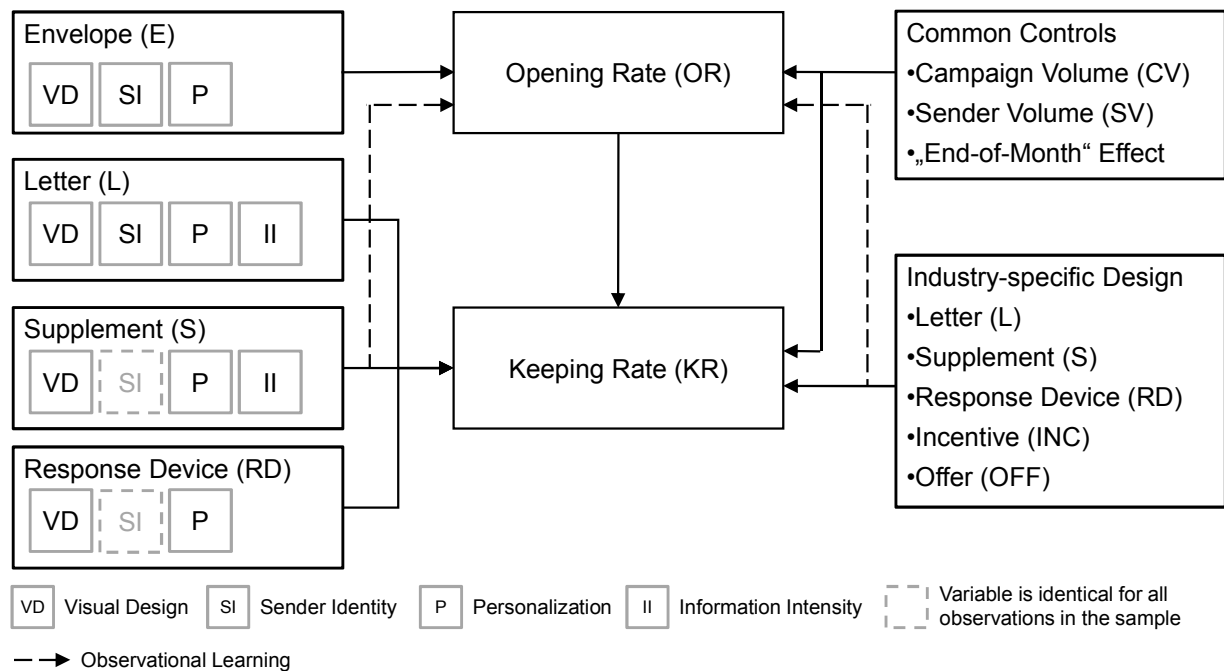 Envelope (E)
VD SI P
Letter (L)
VD SI P II
Supplement (S)
VD SI P II
Response Device (RD)
VD SI P
Opening Rate (OR)
Keeping Rate (KR)
Common Controls
•Campaign Volume (CV)
•Sender Volume (SV)
•„End-of-Month“ Effect
Industry-specific Design
•Letter (L)
•Supplement (S)
•Response Device (RD)
•Incentive (INC)
•Offer (OFF)
VD Visual Design SI Sender Identity P Personalization II Information Intensity
Variable is identical for all
observations in the sample
Observational Learning